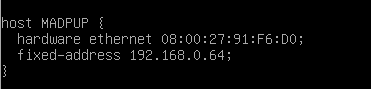 host MADPUP {
  hardware ethernet 08:00:27:91:F6:D0;
  fixed-address 192.168.0.64;
}